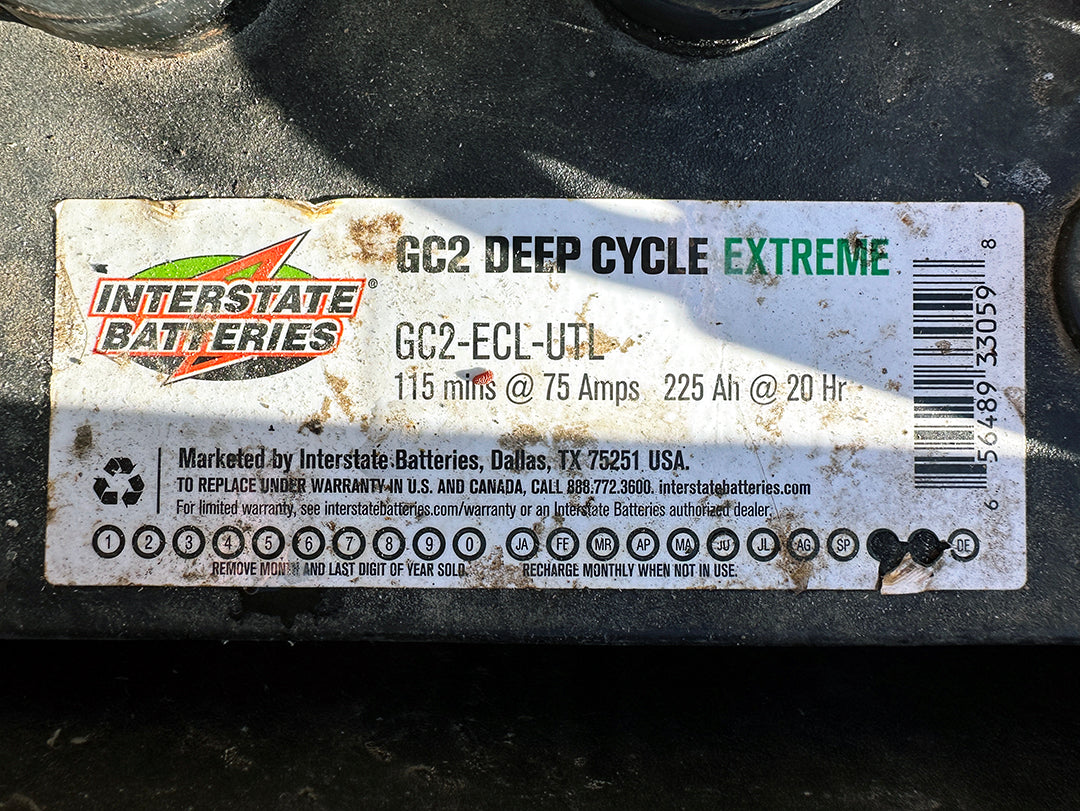 INTERSTATE
BATTERIES®
GC2 DEEP CYCLE EXTREME
GC2-ECL-UTL
115 mins @ 75 Amps 225 Ah @ 20 Hr
Marketed by Interstate Batteries, Dallas, TX 75251 USA.
TO REPLACE UNDER WARRANTY IN U.S. AND CANADA, CALL 888.772.3600. interstatebatteries.com
For limited warranty, see interstatebatteries.com/warranty or an Interstate Batteries authorized dealer.
1 2 3 4 5 6 7 8 9 0 JA FE MR AP MA JU JL AG SP DE
REMOVE MONTH AND LAST DIGIT OF YEAR SOLD. RECHARGE MONTHLY WHEN NOT IN USE.
6 56489 33059 8